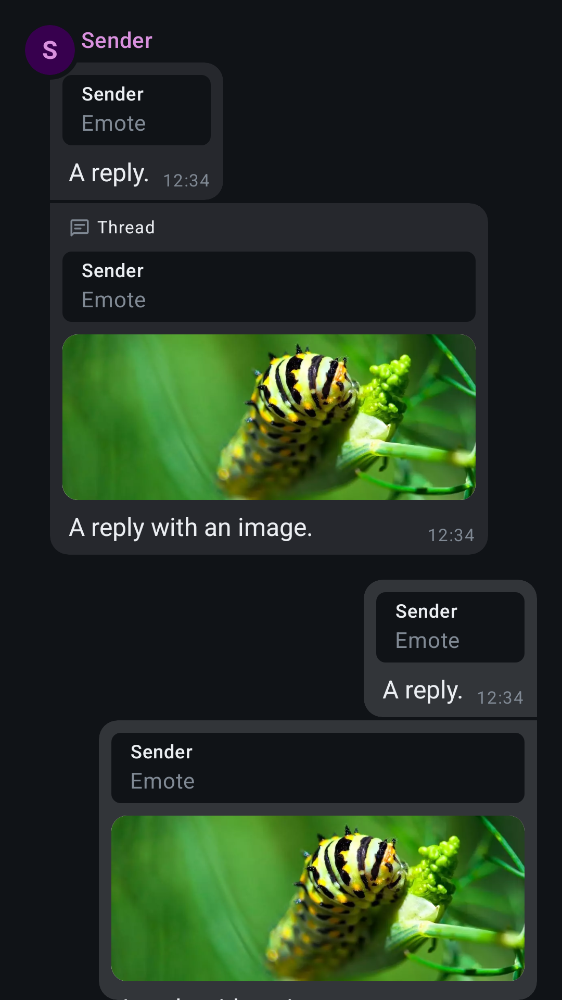 S
Sender
Sender
Emote
A reply. 12:34
Thread
Sender
Emote
A reply with an image. 12:34
Sender
Emote
A reply. 12:34
Sender
Emote